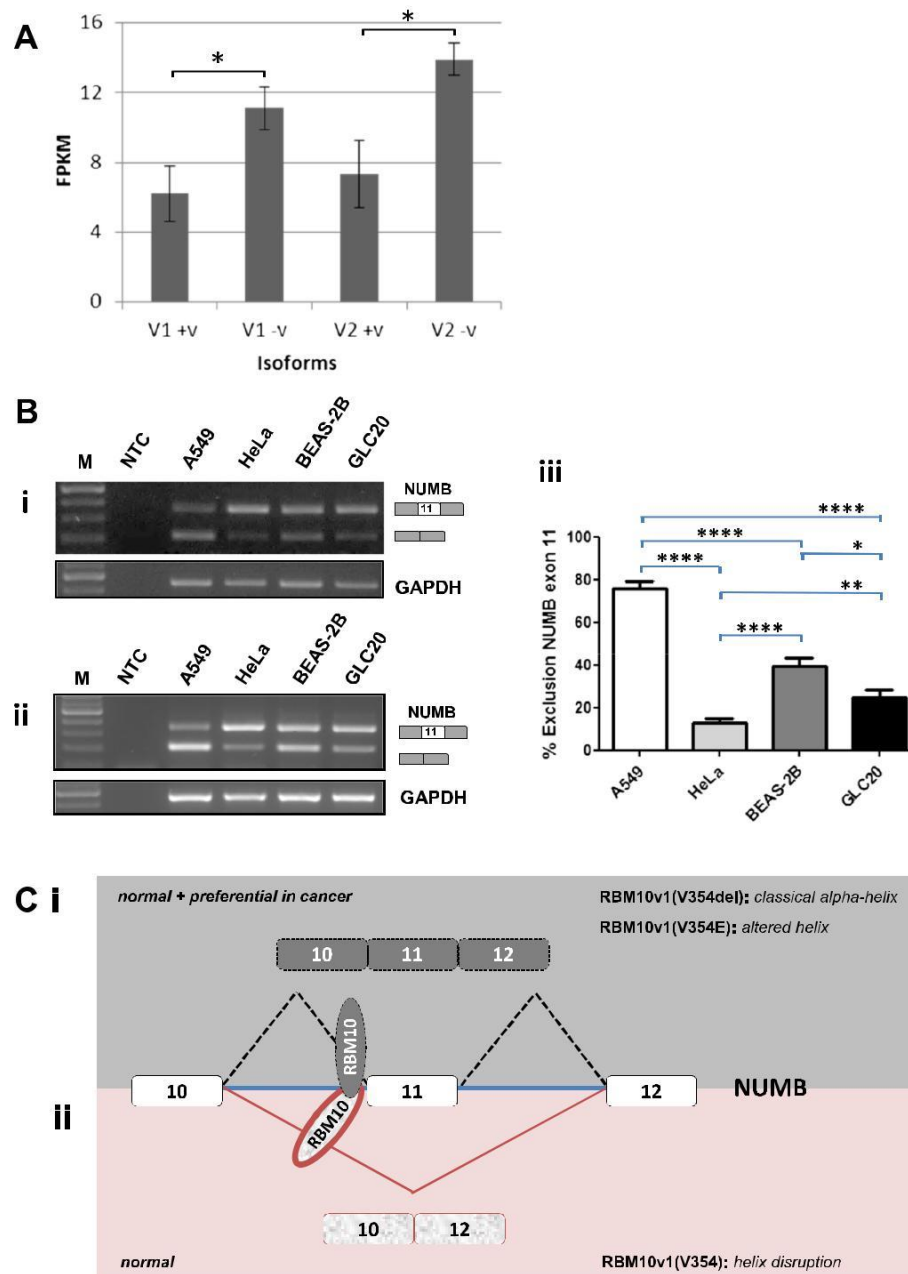 A
16
12
8
4
0
FPKM
*
*
V1 +v
V1 -v
V2 +v
V2 -v
Isoforms
B
i
M
NTC
A549
HeLa
BEAS-2B
GLC20
NUMB
11
GAPDH
ii
M
NTC
A549
HeLa
BEAS-2B
GLC20
NUMB
11
GAPDH
iii
****
****
*
****
**
****
100
80
60
40
20
0
% Exclusion NUMB exon 11
A549
HeLa
BEAS-2B
GLC20
C i
normal + preferential in cancer
RBM10v1(V354del): classical alpha-helix
RBM10v1(V354E): altered helix
10 11 12
RBM10
10 11 12 NUMB
ii
RBM10
10 12
normal
RBM10v1(V354): helix disruption